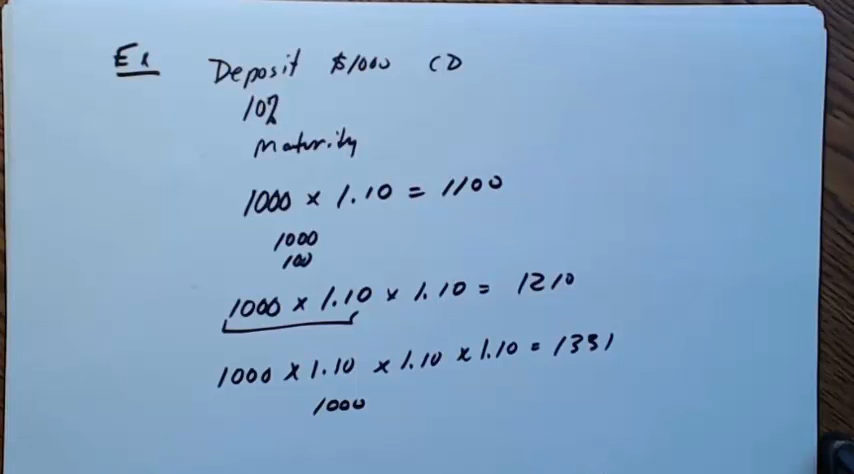 Ex Deposit $1000 CD
10%
Maturity
1000 × 1.10 = 1100
1000
100
1000 × 1.10 × 1.10 = 1210
1000 × 1.10 × 1.10 × 1.10 = 1331
1000